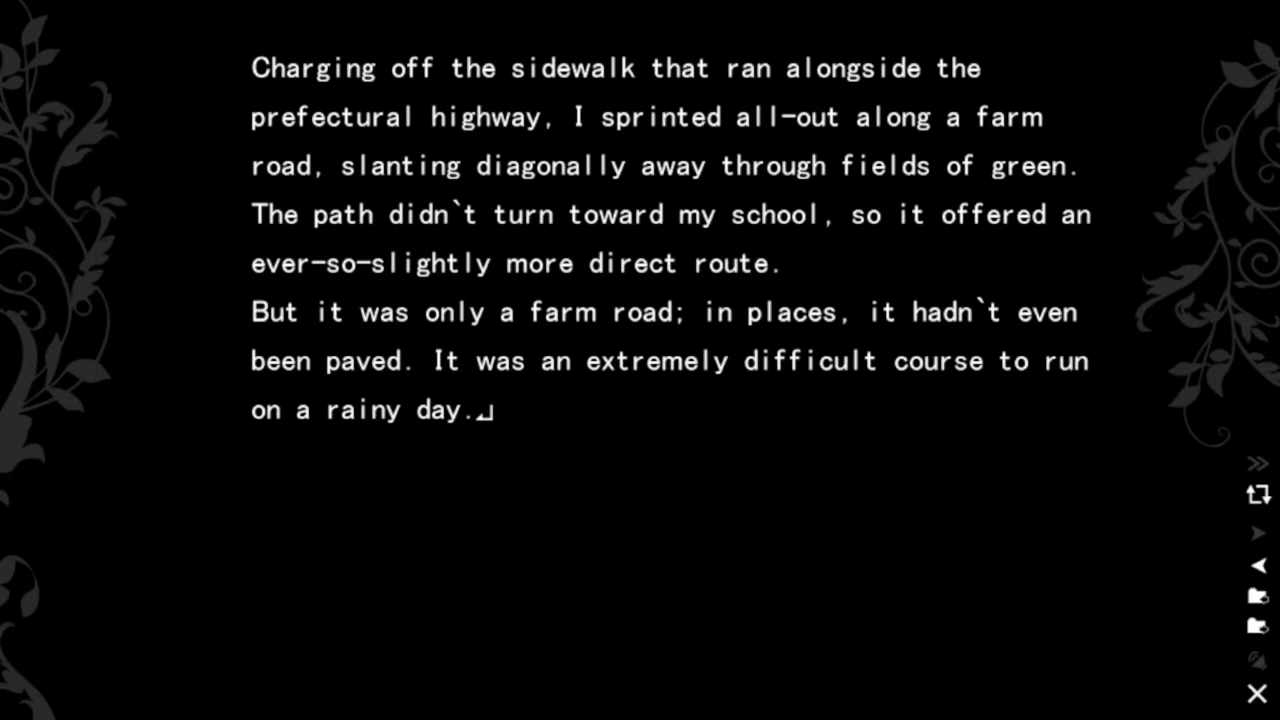 Charging off the sidewalk that ran alongside the
prefectural highway, I sprinted all-out along a farm
road, slanting diagonally away through fields of green.
The path didn`t turn toward my school, so it offered an
ever-so-slightly more direct route.
But it was only a farm road; in places, it hadn`t even
been paved. It was an extremely difficult course to run
on a rainy day.